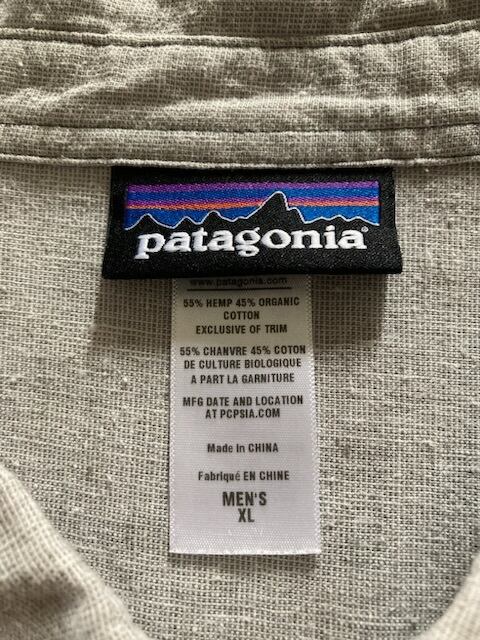 patagonia®
www.patagonia.com
55% HEMP 45% ORGANIC
COTTON
EXCLUSIVE OF TRIM
55% CHANVRE 45% COTON
DE CULTURE BIOLOGIQUE
A PART LA GARNITURE
MFG DATE AND LOCATION
AT PCPSIA.COM
Made in CHINA
Fabriqué EN CHINE
MEN'S
XL